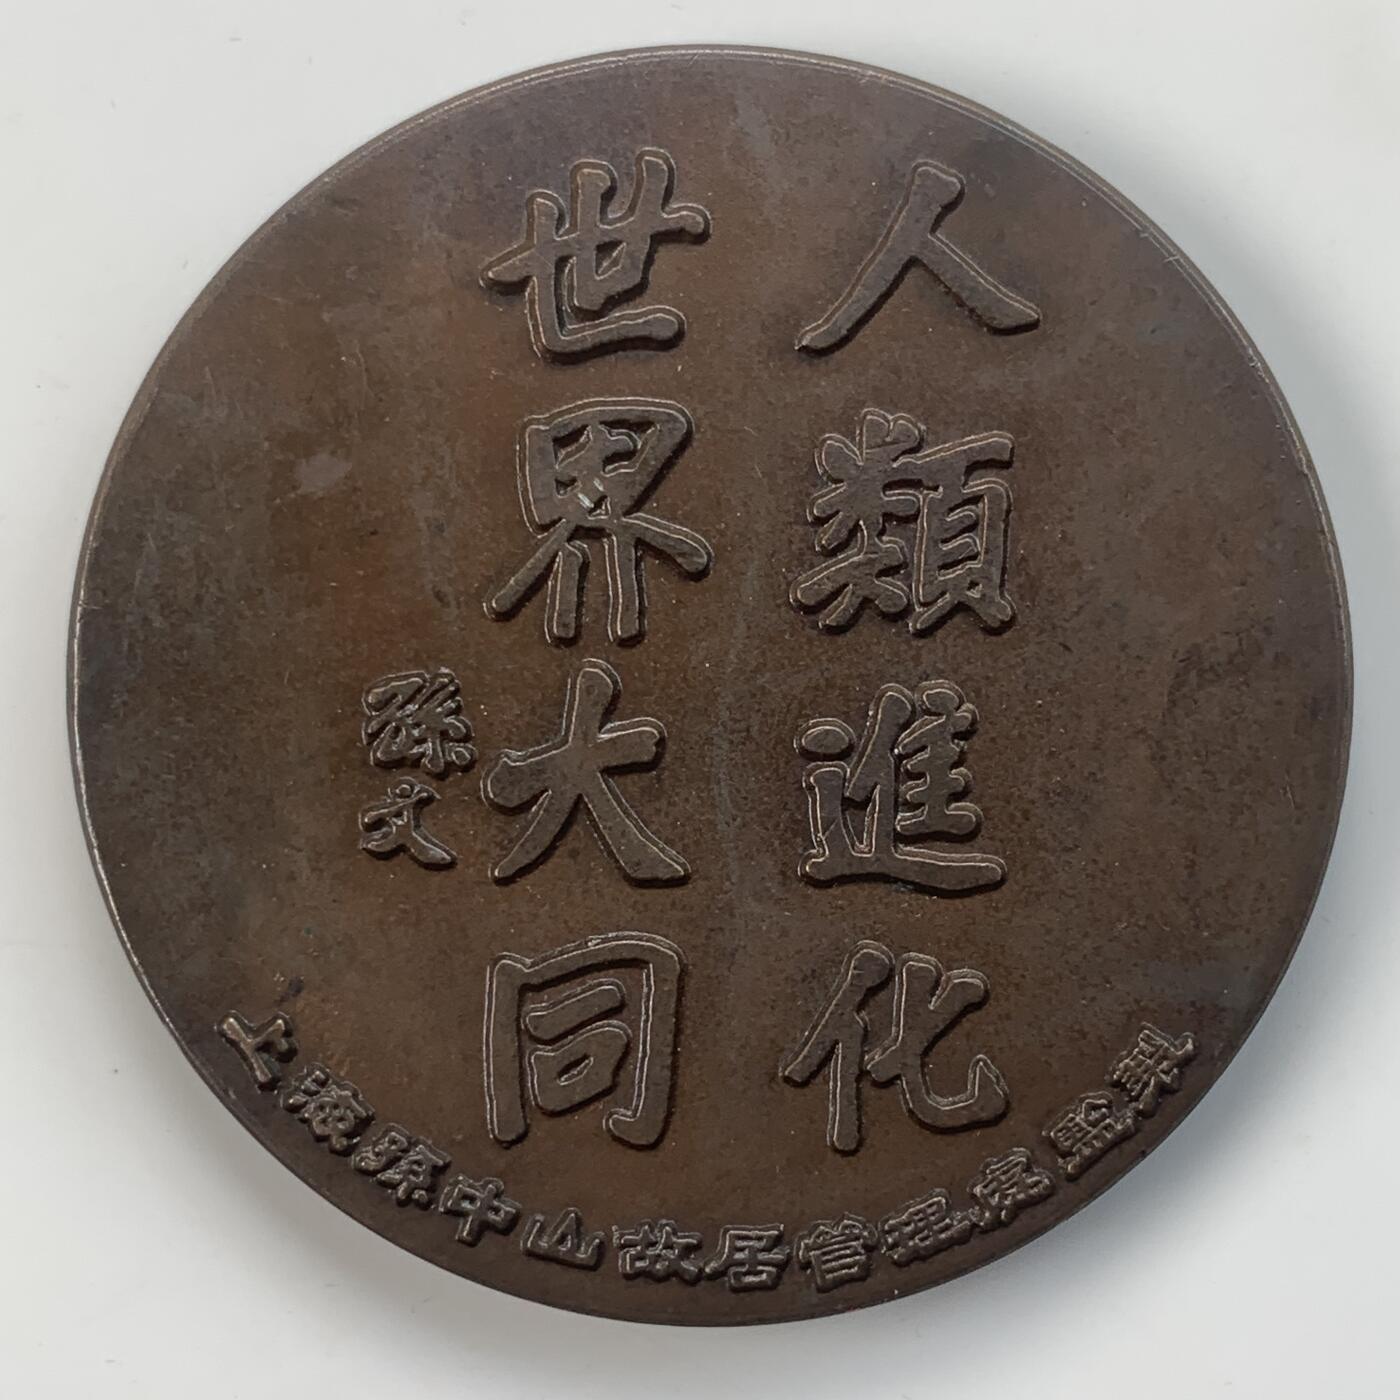 人類進化
世界大同
孫文
上海孫中山故居管理處監製